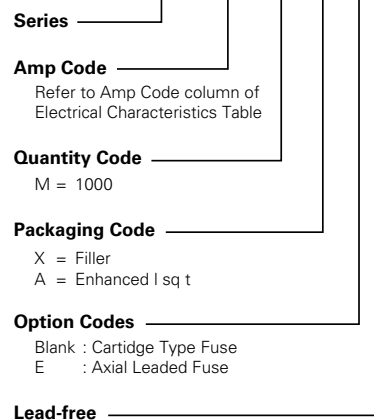 Series
Amp Code
Refer to Amp Code column of
Electrical Characteristics Table
Quantity Code
M = 1000
Packaging Code
X = Filler
A = Enhanced I sq t
Option Codes
Blank : Cartidge Type Fuse
E : Axial Leaded Fuse
Lead-free